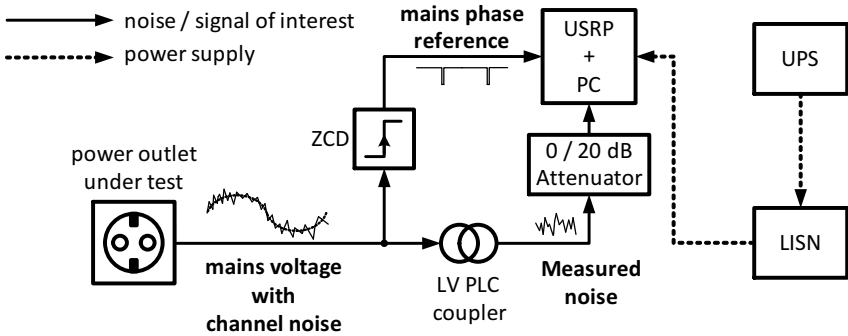 noise / signal of interest
power supply
mains phase
reference
USRP
+
PC
UPS
ZCD
0 / 20 dB
Attenuator
power outlet
under test
LISN
mains voltage
with
channel noise
LV PLC
coupler
Measured
noise